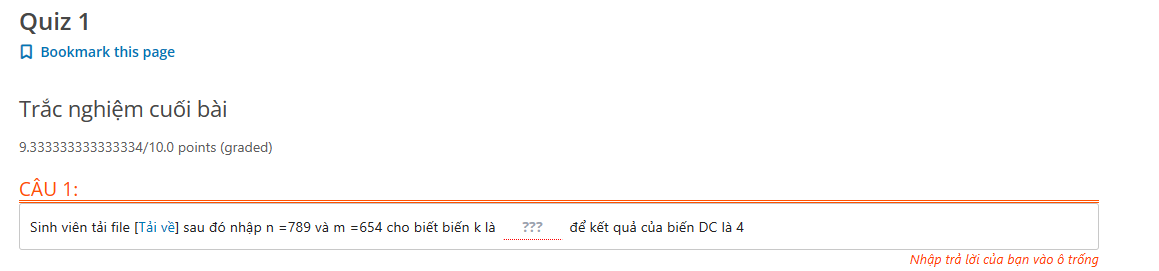 Quiz 1
Bookmark this page
Trắc nghiệm cuối bài
9.333333333333334/10.0 points (graded)
CÂU 1:
Sinh viên tải file [Tải về] sau đó nhập n =789 và m =654 cho biết biến k là ??? để kết quả của biến DC là 4
Nhập trả lời của bạn vào ô trống